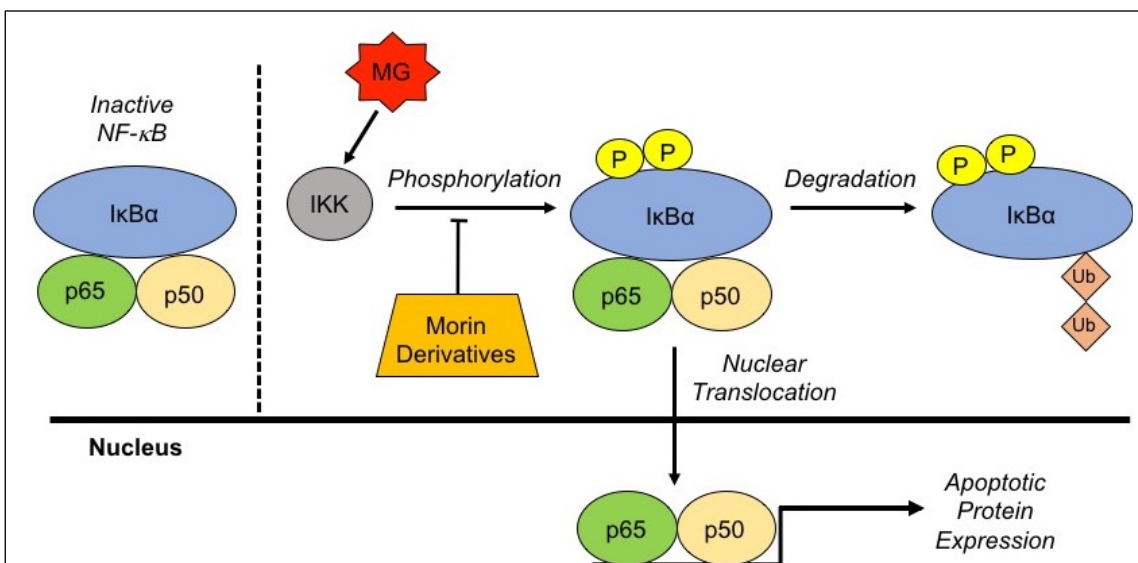 Inactive
NF-κB
IκBα
p65
p50
MG
IKK
Phosphorylation
Morin
Derivatives
P
P
IκBα
p65
p50
Degradation
P
P
IκBα
Ub
Ub
Nuclear
Translocation
Nucleus
p65
p50
Apoptotic
Protein
Expression